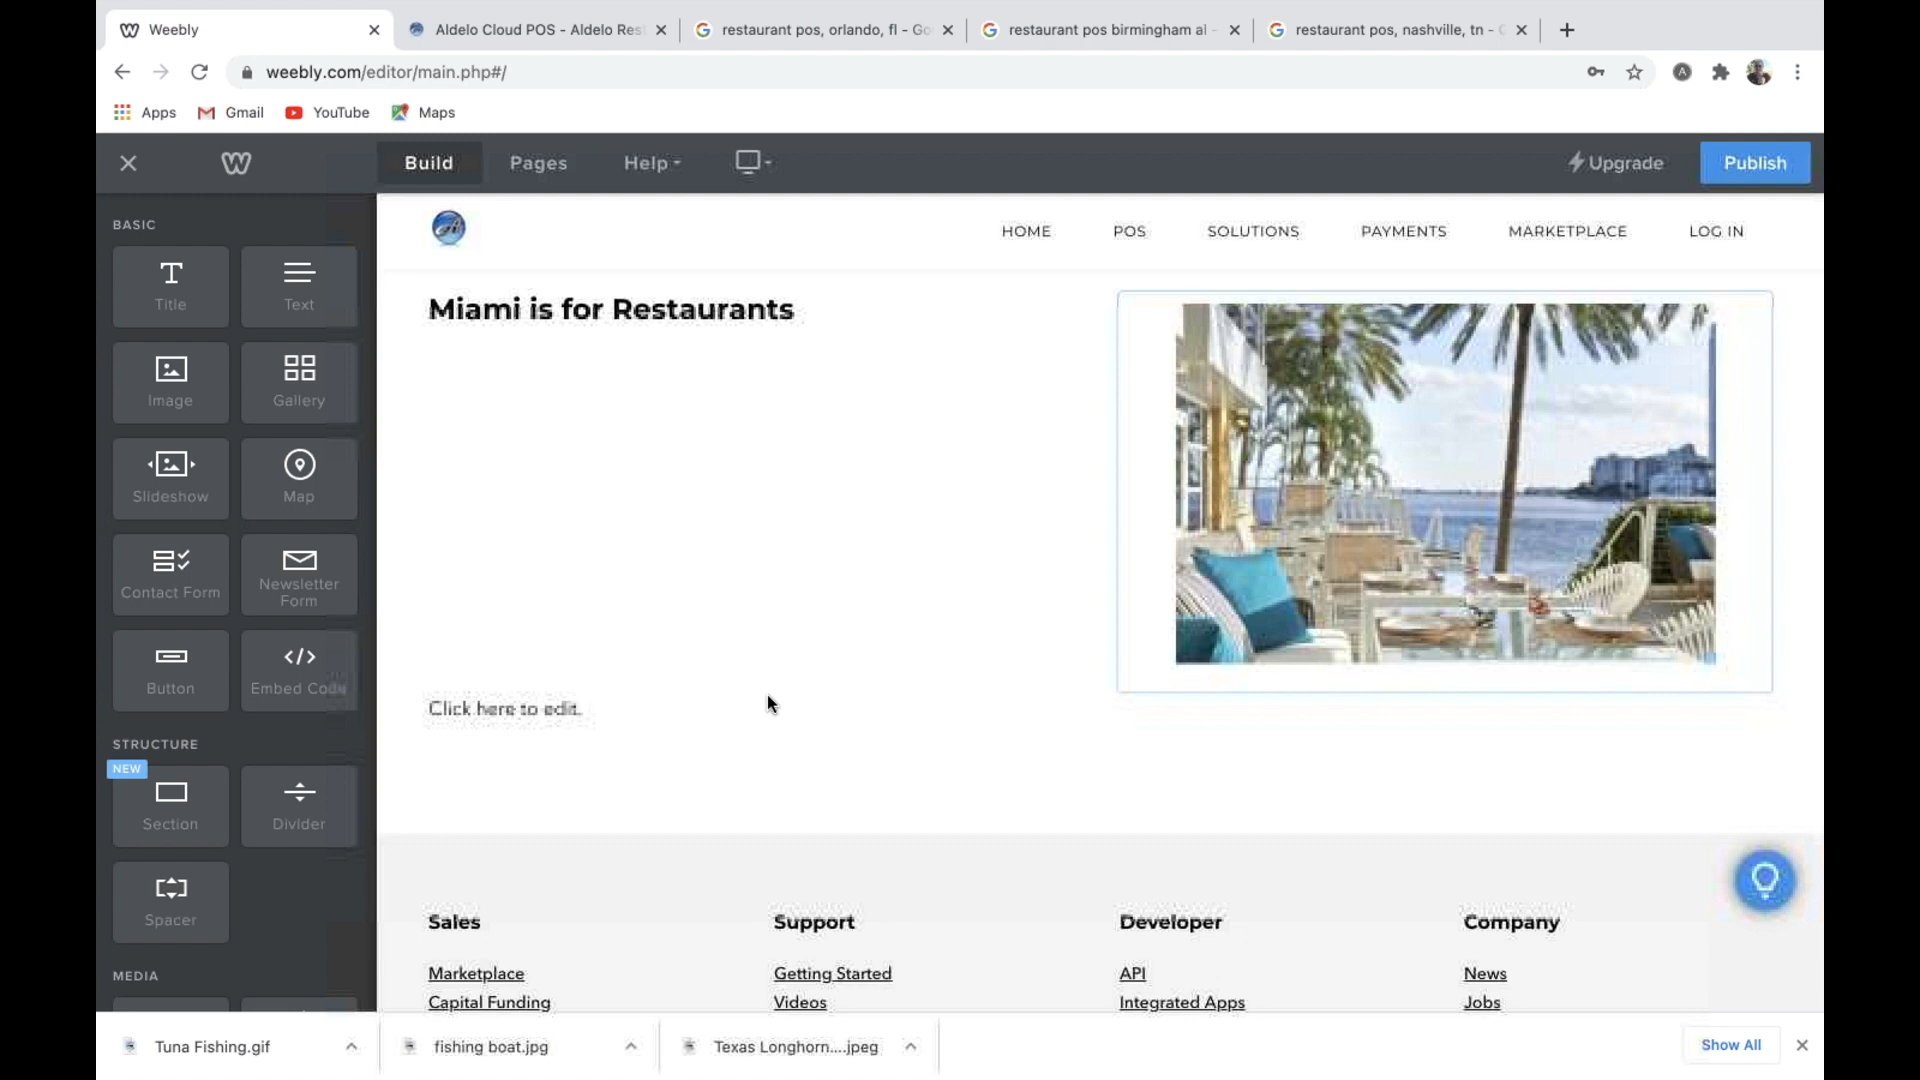 Weebly
Aldelo Cloud POS - Aldelo Res
restaurant pos, orlando, fl - Go
restaurant pos birmingham al -
restaurant pos, nashville, tn - G
weebly.com/editor/main.php#/
Apps
Gmail
YouTube
Maps
Build
Pages
Help
Upgrade
Publish
BASIC
Title
Text
Image
Gallery
Slideshow
Map
Contact Form
Newsletter
Form
Button
Embed Code
STRUCTURE
NEW
Section
Divider
Spacer
MEDIA
HOME
POS
SOLUTIONS
PAYMENTS
MARKETPLACE
LOG IN
Miami is for Restaurants
Click here to edit.
Sales
Marketplace
Capital Funding
Support
Getting Started
Videos
Developer
API
Integrated Apps
Company
News
Jobs
Tuna Fishing.gif
fishing boat.jpg
Texas Longhorn....jpeg
Show All